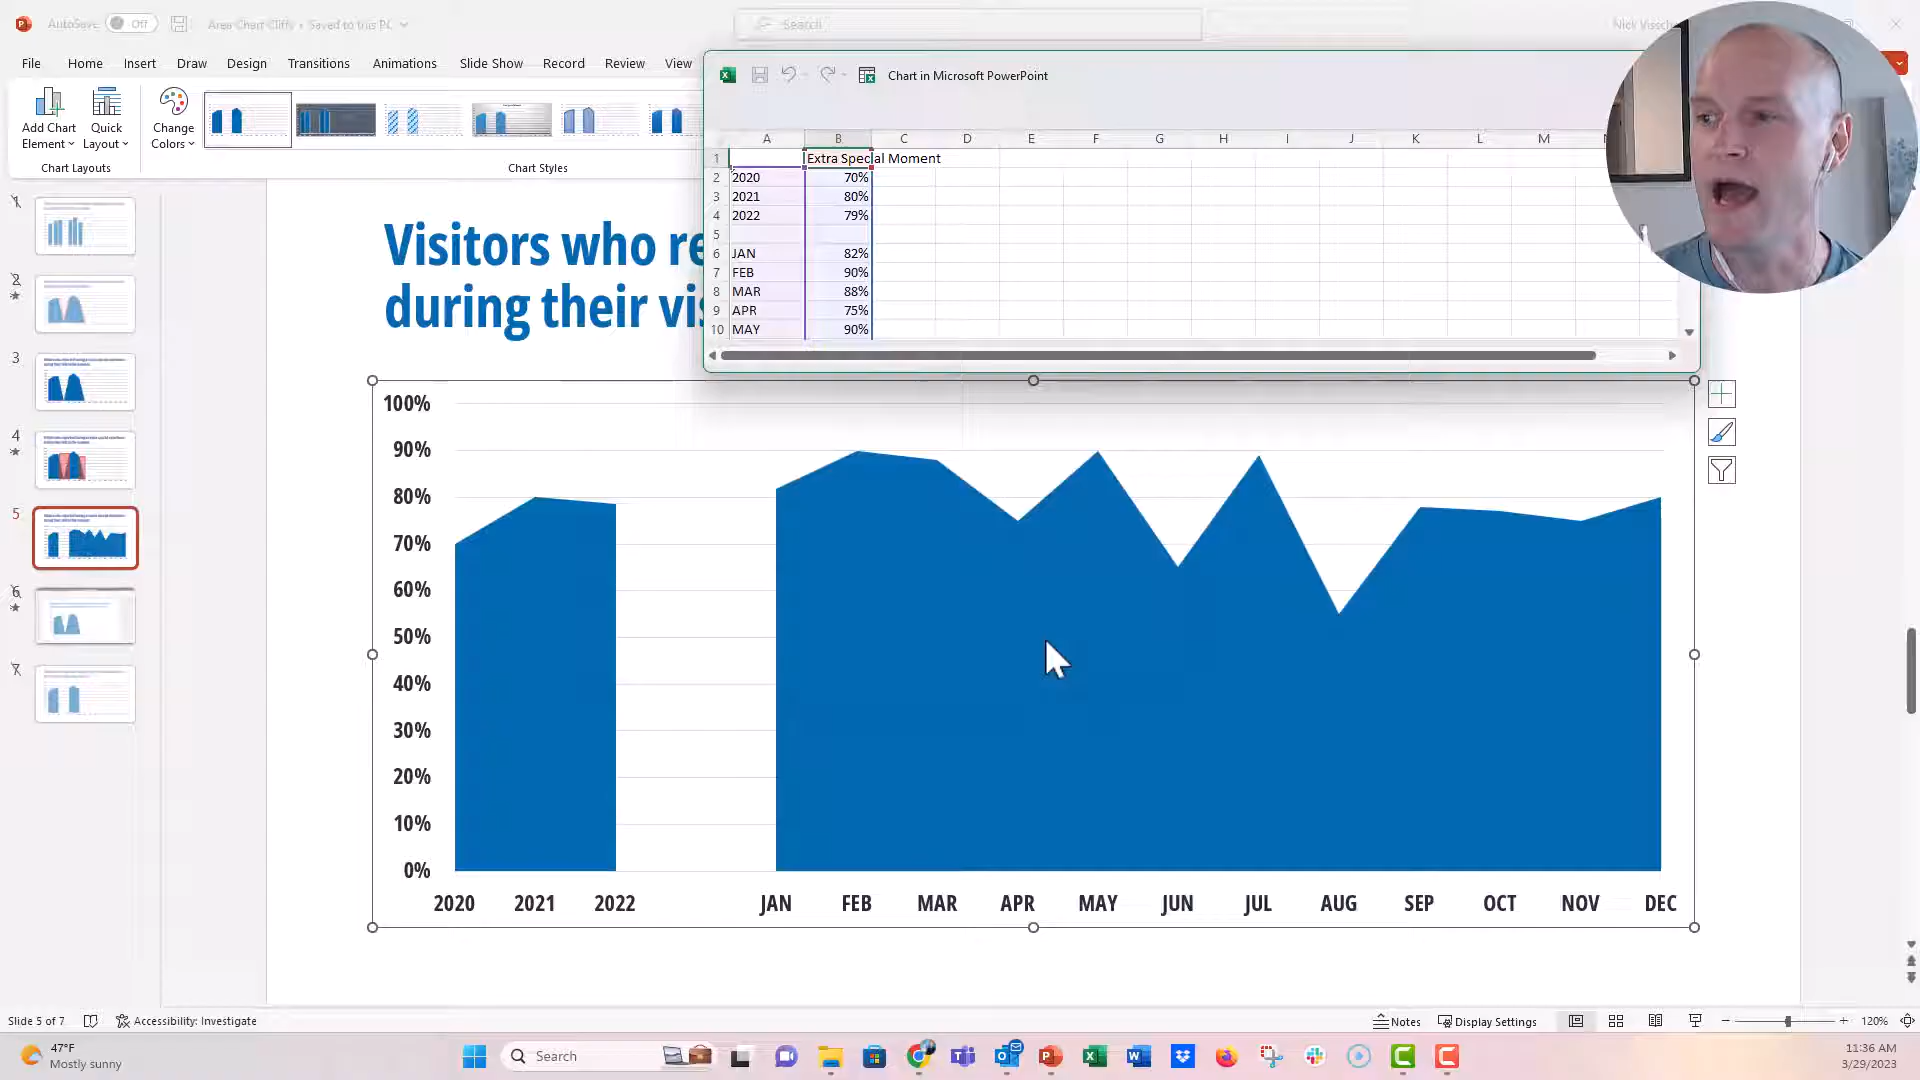 AutoSave Off Area Chart Cliffs • Saved to this PC Search
File Home Insert Draw Design Transitions Animations Slide Show Record Review View
Chart in Microsoft PowerPoint
Add Chart Element
Quick Layout
Change Colors
Chart Layouts
Chart Styles
A B C D E F G H I J K L M
1 Extra Special Moment
2 2020 70%
3 2021 80%
4 2022 79%
5
6 JAN 82%
7 FEB 90%
8 MAR 88%
9 APR 75%
10 MAY 90%
1
2
3
4
5
6
7
Visitors who
during their
100%
90%
80%
70%
60%
50%
40%
30%
20%
10%
0%
2020 2021 2022 JAN FEB MAR APR MAY JUN JUL AUG SEP OCT NOV DEC
Slide 5 of 7 Accessibility: Investigate Notes Display Settings 120%
47°F
Mostly sunny
Search
11:36 AM
3/29/2023